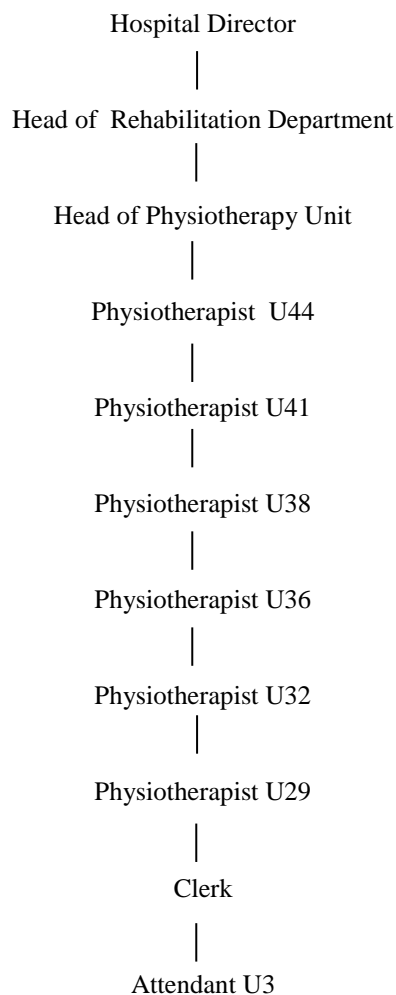 Hospital Director
Head of Rehabilitation Department
Head of Physiotherapy Unit
Physiotherapist U44
Physiotherapist U41
Physiotherapist U38
Physiotherapist U36
Physiotherapist U32
Physiotherapist U29
Clerk
Attendant U3